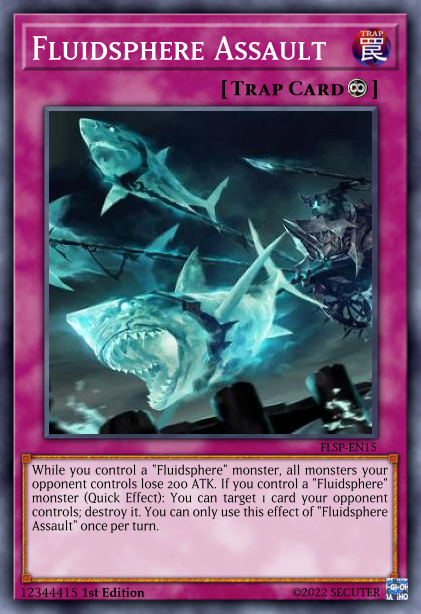 Fluidsphere Assault
TRAP
罠
[Trap Card]
FLSP-EN15
While you control a "Fluidsphere" monster, all monsters your
opponent controls lose 200 ATK. If you control a "Fluidsphere"
monster (Quick Effect): You can target 1 card your opponent
controls; destroy it. You can only use this effect of "Fluidsphere
Assault" once per turn.
12344415 1st Edition
©2022 SECUTER